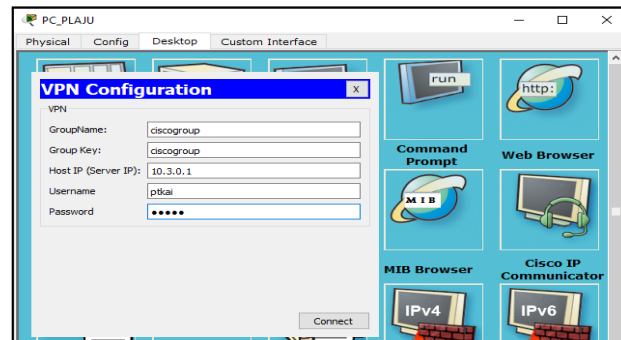 PC_PLAJU
Physical Config Desktop Custom Interface
VPN Configuration X
VPN
GroupName: ciscogroup
Group Key: ciscogroup
Host IP (Server IP): 10.3.0.1
Username ptkai
Password •••••
Connect
run
Command
Prompt
http:
Web Browser
MIB
MIB Browser
Cisco IP
Communicator
IPv4
IPv6